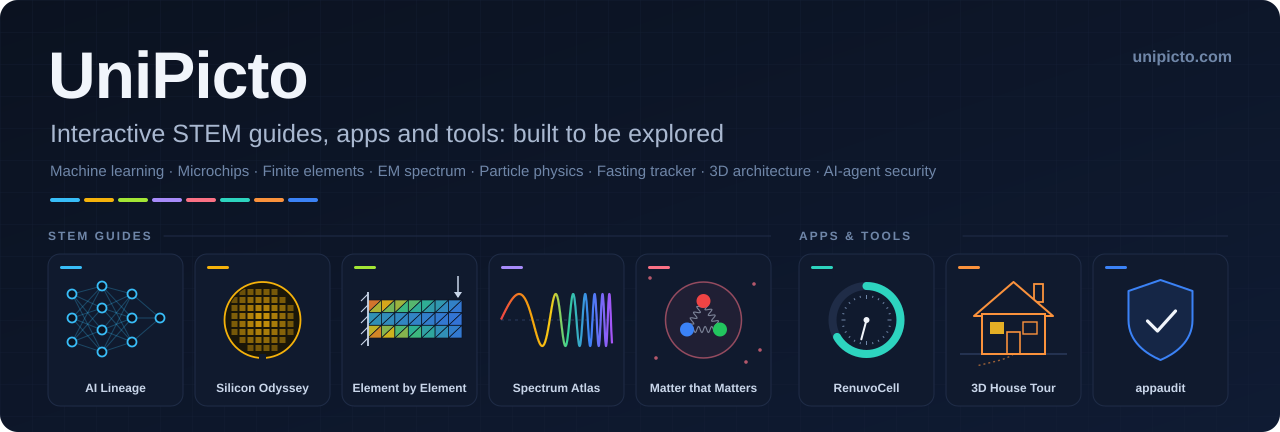 UniPicto
unipicto.com
Interactive STEM guides, apps and tools: built to be explored
Machine learning · Microchips · Finite elements · EM spectrum · Particle physics · Fasting tracker · 3D architecture · AI-agent security
STEM GUIDES
APPS & TOOLS
AI Lineage
Silicon Odyssey
Element by Element
Spectrum Atlas
Matter that Matters
RenuvoCell
3D House Tour
appaudit